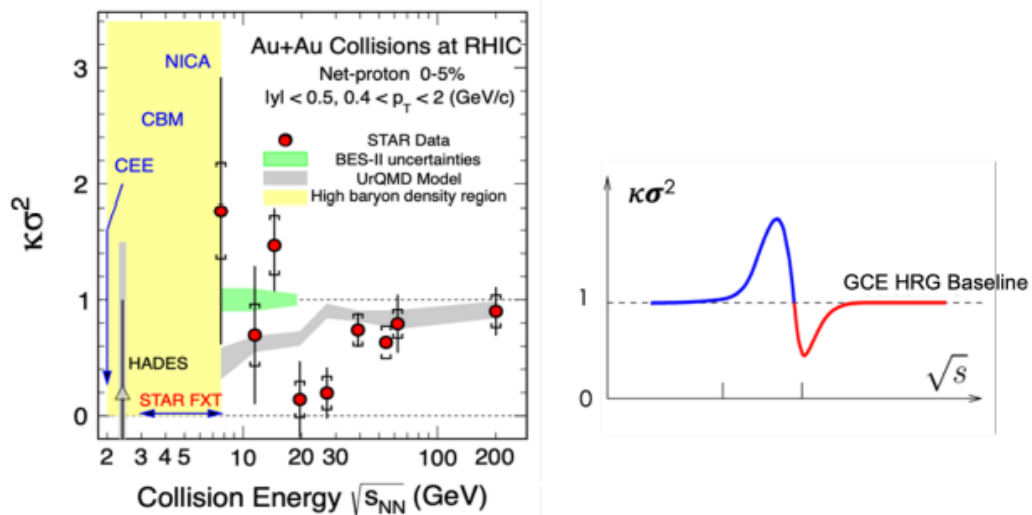 Au+Au Collisions at RHIC
Net-proton 0-5%
|y| < 0.5, 0.4 < p_T < 2 (GeV/c)
STAR Data
BES-II uncertainties
UrQMD Model
High baryon density region
NICA
CBM
CEE
HADES
STAR FXT
κσ²
3
2
1
0
2 3 4 5 10 20 30 100 200
Collision Energy √s_NN (GeV)
κσ²
GCE HRG Baseline
1
0
√s